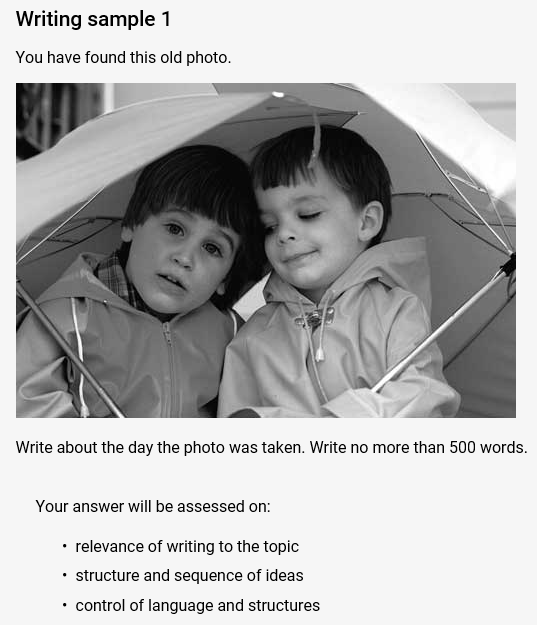 Writing sample 1
You have found this old photo.
Write about the day the photo was taken. Write no more than 500 words.
Your answer will be assessed on:
• relevance of writing to the topic
• structure and sequence of ideas
• control of language and structures